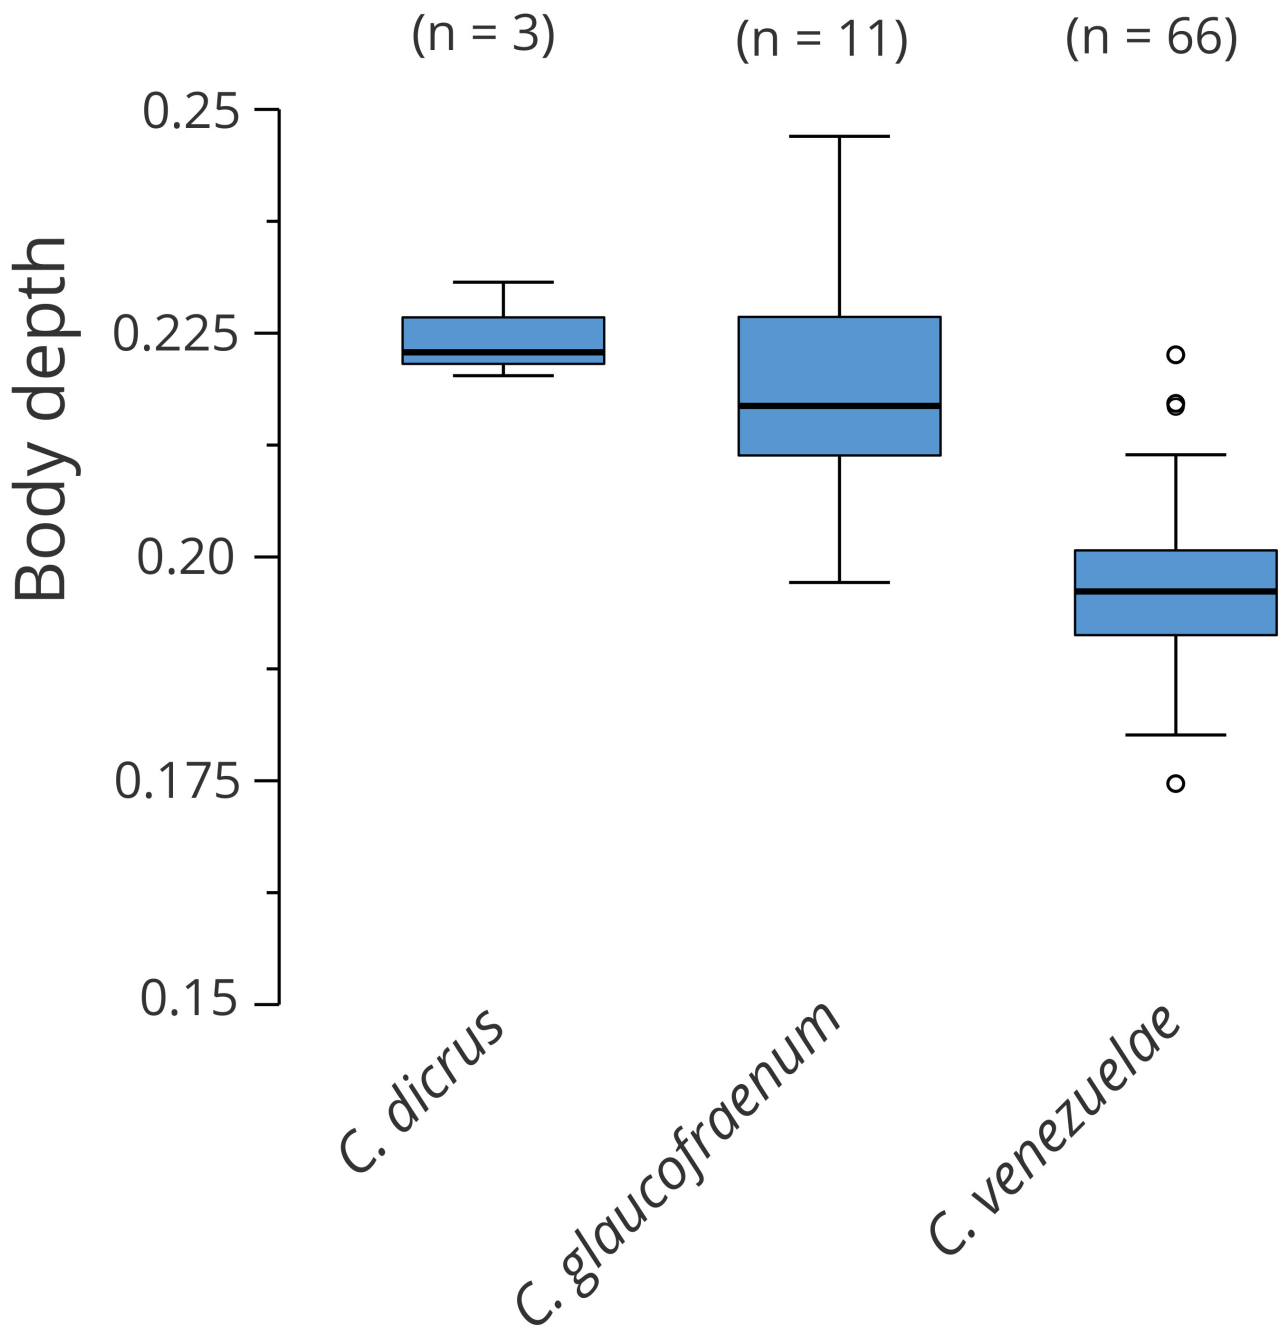 (n = 3)
(n = 11)
(n = 66)
Body depth
0.25
0.225
0.20
0.175
0.15
C. dicrus
C. glaucofraenum
C. venezuelae